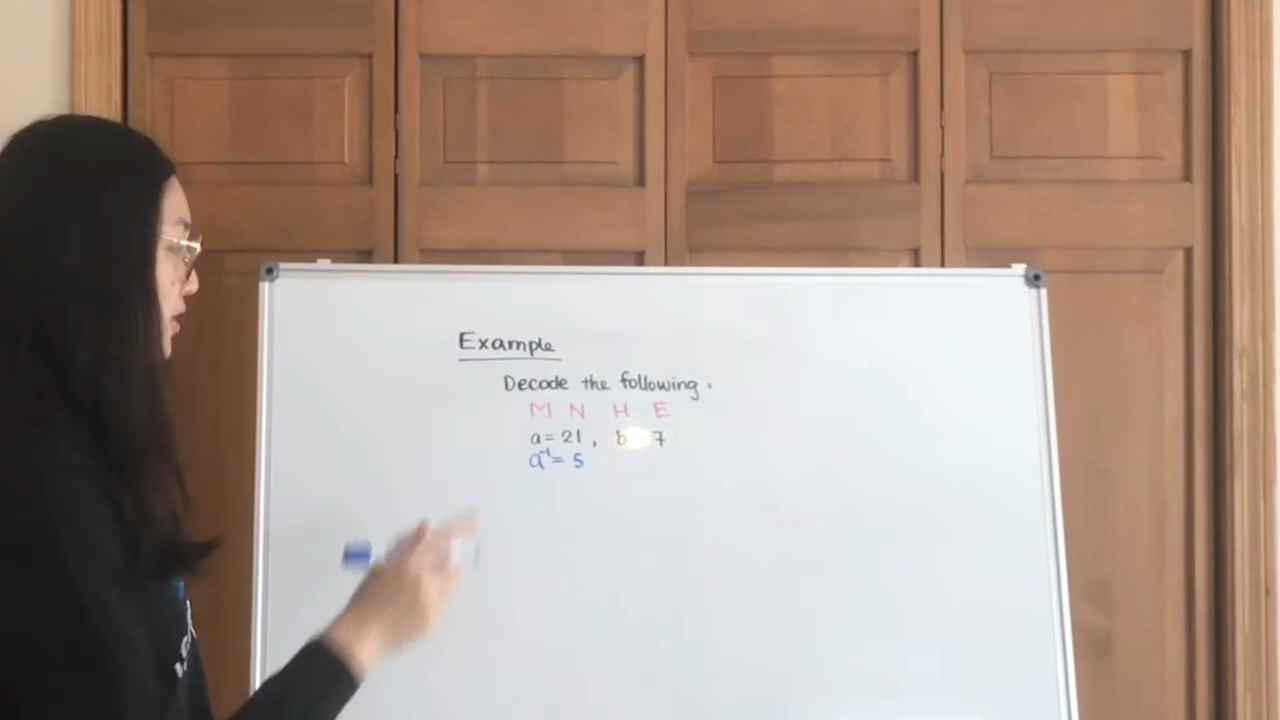 Example
Decode the following:
M N H E
a = 21, b = 7
a⁻¹ = 5